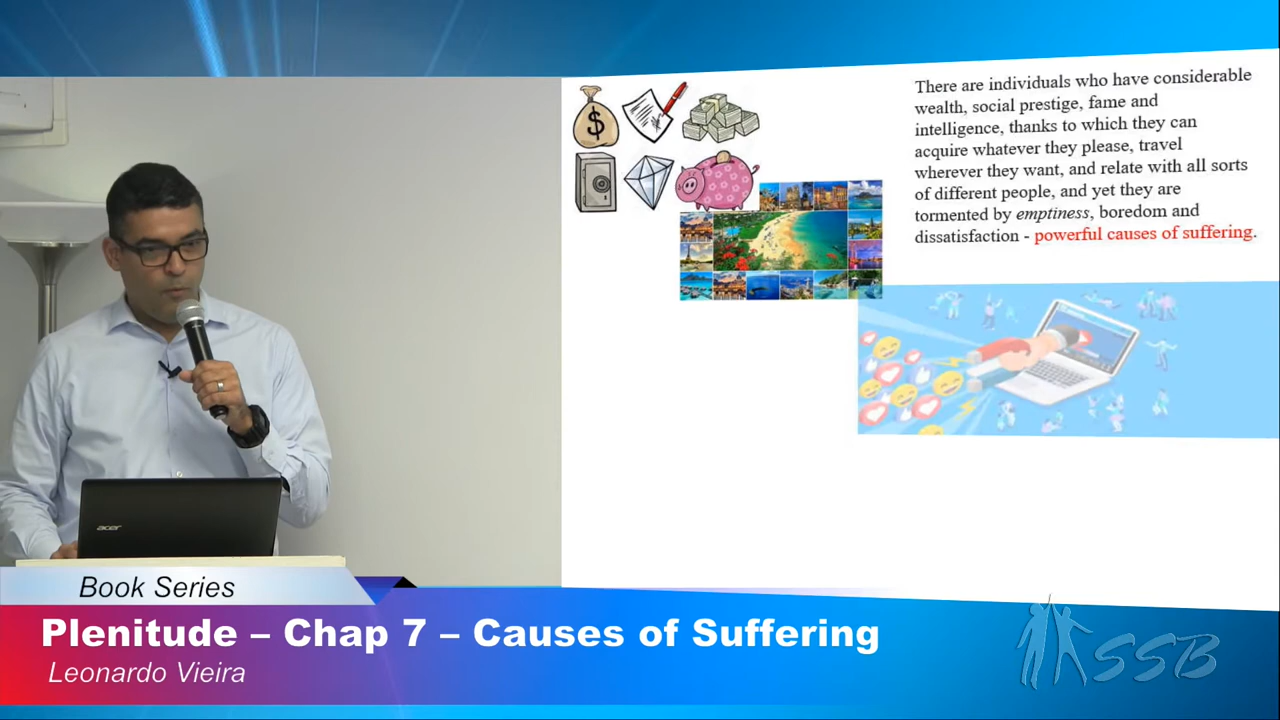 There are individuals who have considerable
wealth, social prestige, fame and
intelligence, thanks to which they can
acquire whatever they please, travel
wherever they want, and relate with all sorts
of different people, and yet they are
tormented by emptiness, boredom and
dissatisfaction - powerful causes of suffering.
$
acer
Book Series
Plenitude – Chap 7 – Causes of Suffering
Leonardo Vieira
SSB